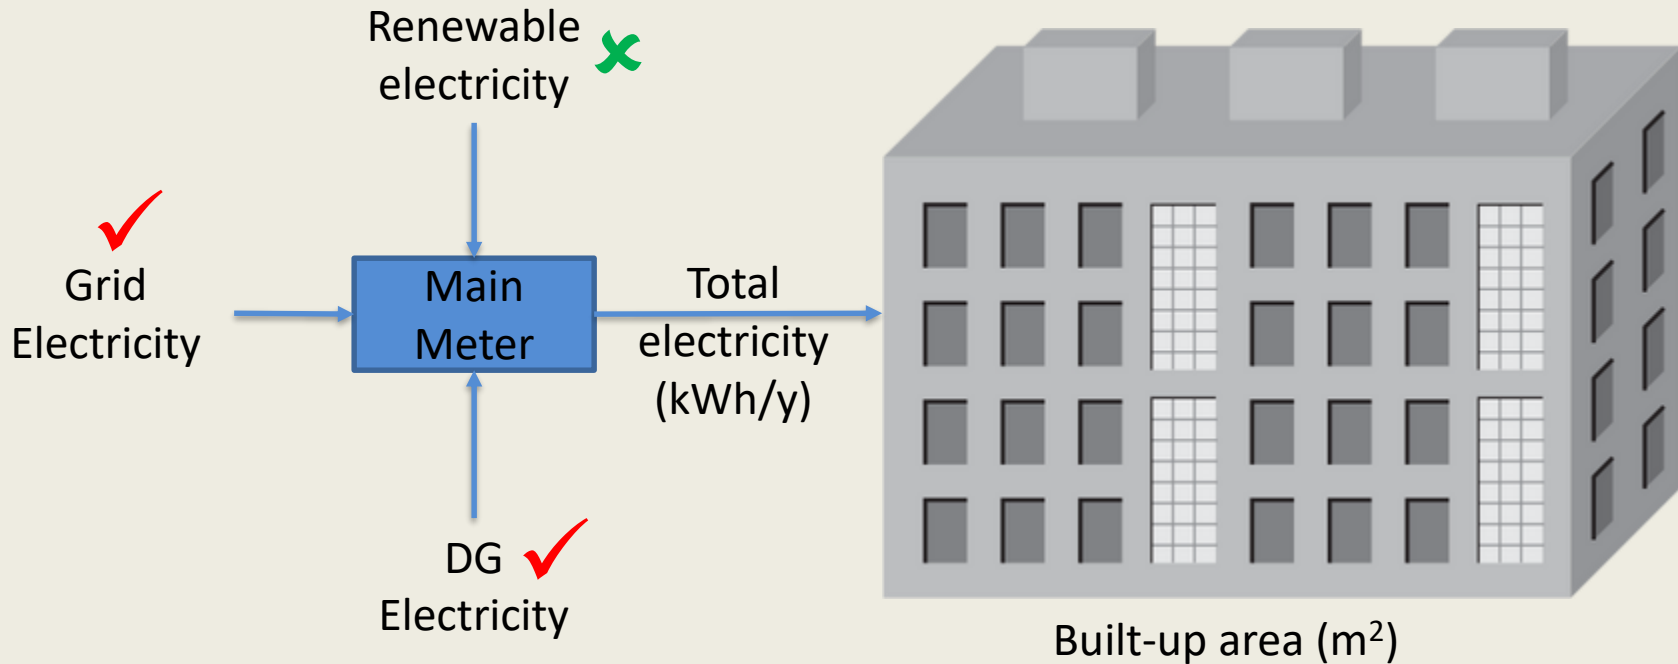 Renewable
electricity
Grid
Electricity
Main
Meter
Total
electricity
(kWh/y)
DG
Electricity
Built-up area (m²)